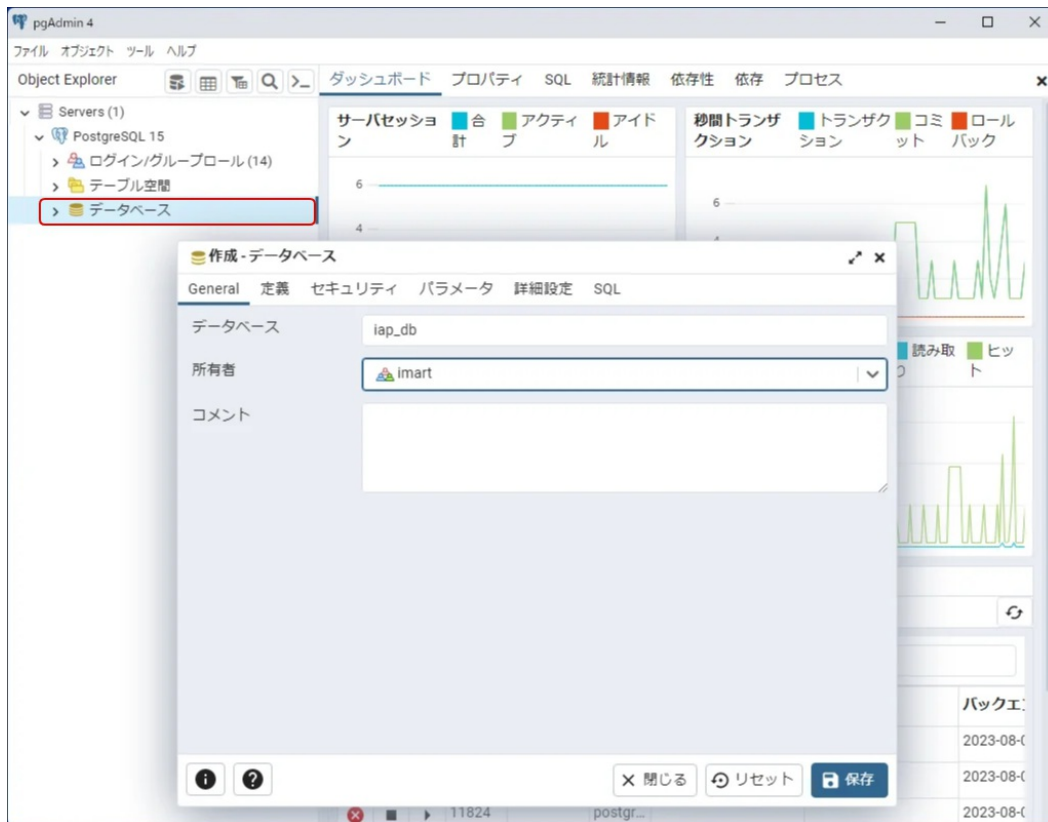 pgAdmin 4
ファイル オブジェクト ツール ヘルプ
Object Explorer
ダッシュボード プロパティ SQL 統計情報 依存性 依存 プロセス
Servers (1)
PostgreSQL 15
ログイン/グループロール (14)
テーブル空間
データベース
サーバセッション 合計 アクティブ アイドル
6
4
秒間トランザクション トランザクション コミット ロールバック
6
作成 - データベース
General 定義 セキュリティ パラメータ 詳細設定 SQL
データベース iap_db
所有者 imart
コメント
読み取 ヒット
バックエ
2023-08-0
2023-08-0
閉じる リセット 保存
11824 postgr... 2023-08-0